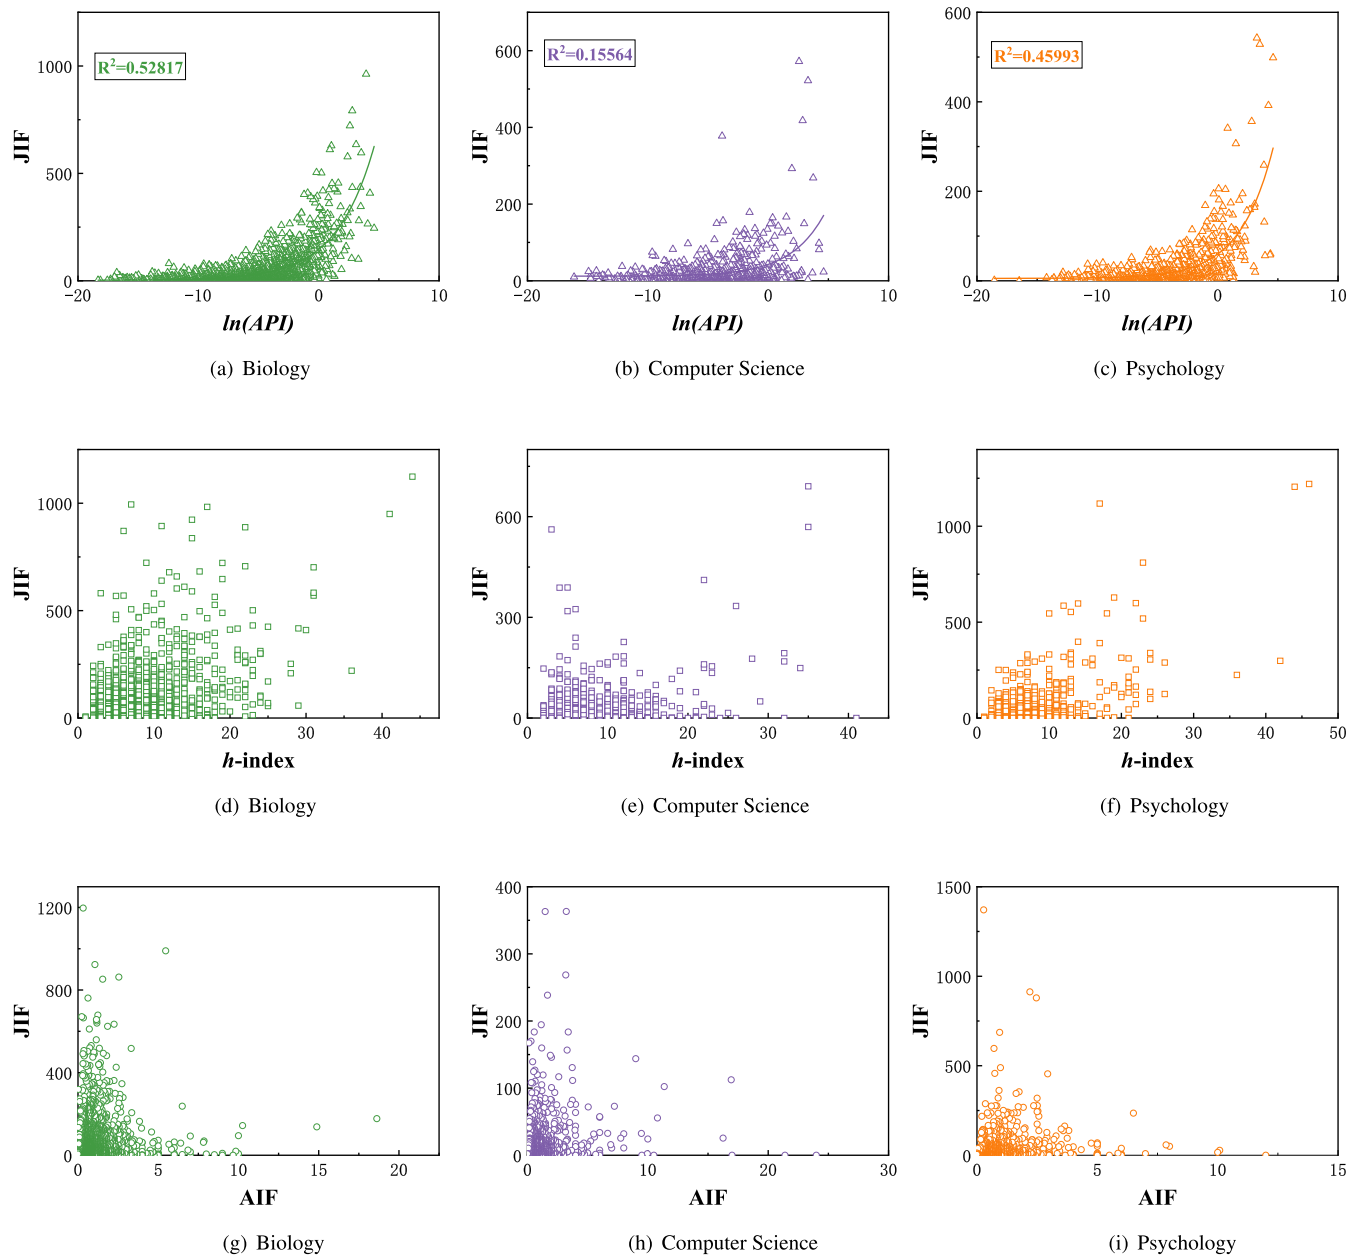 R²=0.52817
1000
500
0
JIF
−20
−10
0
10
ln(API)
(a) Biology
R²=0.15564
600
400
200
0
JIF
−20
−10
0
10
ln(API)
(b) Computer Science
R²=0.45993
600
400
200
0
JIF
−20
−10
0
10
ln(API)
(c) Psychology
1000
500
0
JIF
0
10
20
30
40
h-index
(d) Biology
600
300
0
JIF
0
10
20
30
40
h-index
(e) Computer Science
1000
500
0
JIF
0
10
20
30
40
50
h-index
(f) Psychology
1200
800
400
0
JIF
0
5
10
15
20
AIF
(g) Biology
400
300
200
100
0
JIF
0
10
20
30
AIF
(h) Computer Science
1500
1000
500
0
JIF
0
5
10
15
AIF
(i) Psychology